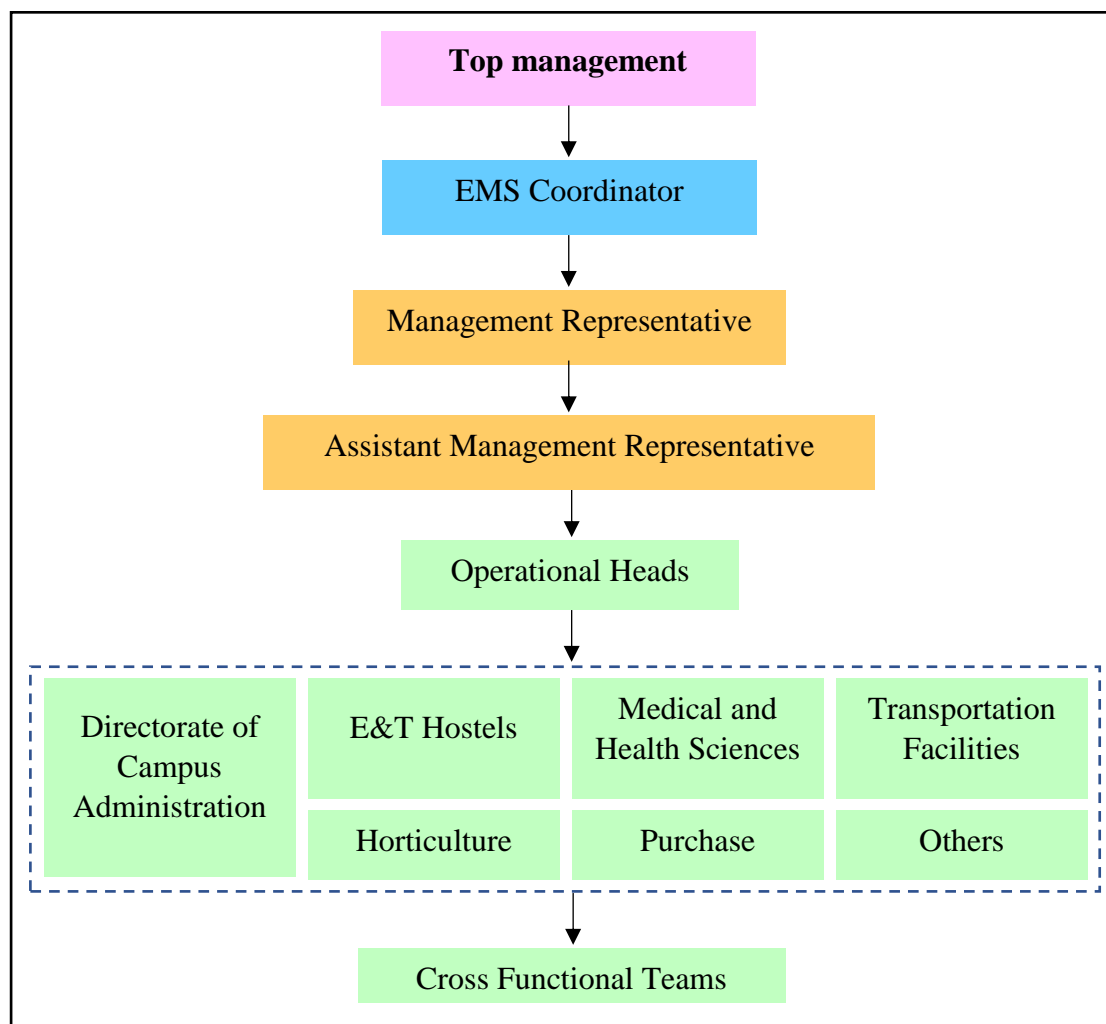 Top management
EMS Coordinator
Management Representative
Assistant Management Representative
Operational Heads
Directorate of
Campus
Administration
E&T Hostels
Medical and
Health Sciences
Transportation
Facilities
Horticulture
Purchase
Others
Cross Functional Teams